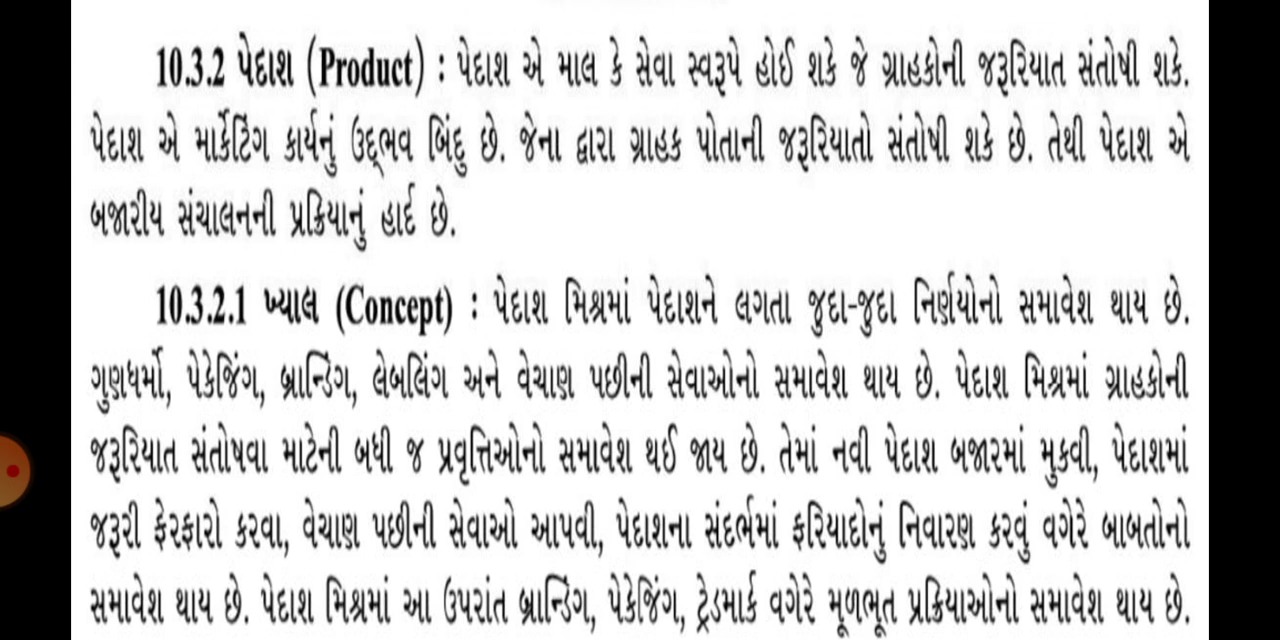 10.3.2 પેદાશ (Product) : પેદાશ એ માલ કે સેવા સ્વરૂપે હોઈ શકે જે ગ્રાહકોની જરૂરિયાત સંતોષી શકે.
પેદાશ એ માર્કેટિંગ કાર્યનું ઉદ્ભવ બિંદુ છે. જેના દ્વારા ગ્રાહક પોતાની જરૂરિયાતો સંતોષી શકે છે. તેથી પેદાશ એ
બજારીય સંચાલનની પ્રક્રિયાનું હાર્દ છે.
10.3.2.1 ખ્યાલ (Concept) : પેદાશ મિશ્રમાં પેદાશને લગતા જુદા-જુદા નિર્ણયોનો સમાવેશ થાય છે.
ગુણધર્મો, પેકેજિંગ, બ્રાન્ડિંગ, લેબલિંગ અને વેચાણ પછીની સેવાઓનો સમાવેશ થાય છે. પેદાશ મિશ્રમાં ગ્રાહકોની
જરૂરિયાત સંતોષવા માટેની બધી જ પ્રવૃત્તિઓનો સમાવેશ થઈ જાય છે. તેમાં નવી પેદાશ બજારમાં મુકવી, પેદાશમાં
જરૂરી ફેરફારો કરવા, વેચાણ પછીની સેવાઓ આપવી, પેદાશના સંદર્ભમાં ફરિયાદોનું નિવારણ કરવું વગેરે બાબતોનો
સમાવેશ થાય છે. પેદાશ મિશ્રમાં આ ઉપરાંત બ્રાન્ડિંગ, પેકેજિંગ, ટ્રેડમાર્ક વગેરે મૂળભૂત પ્રક્રિયાઓનો સમાવેશ થાય છે.